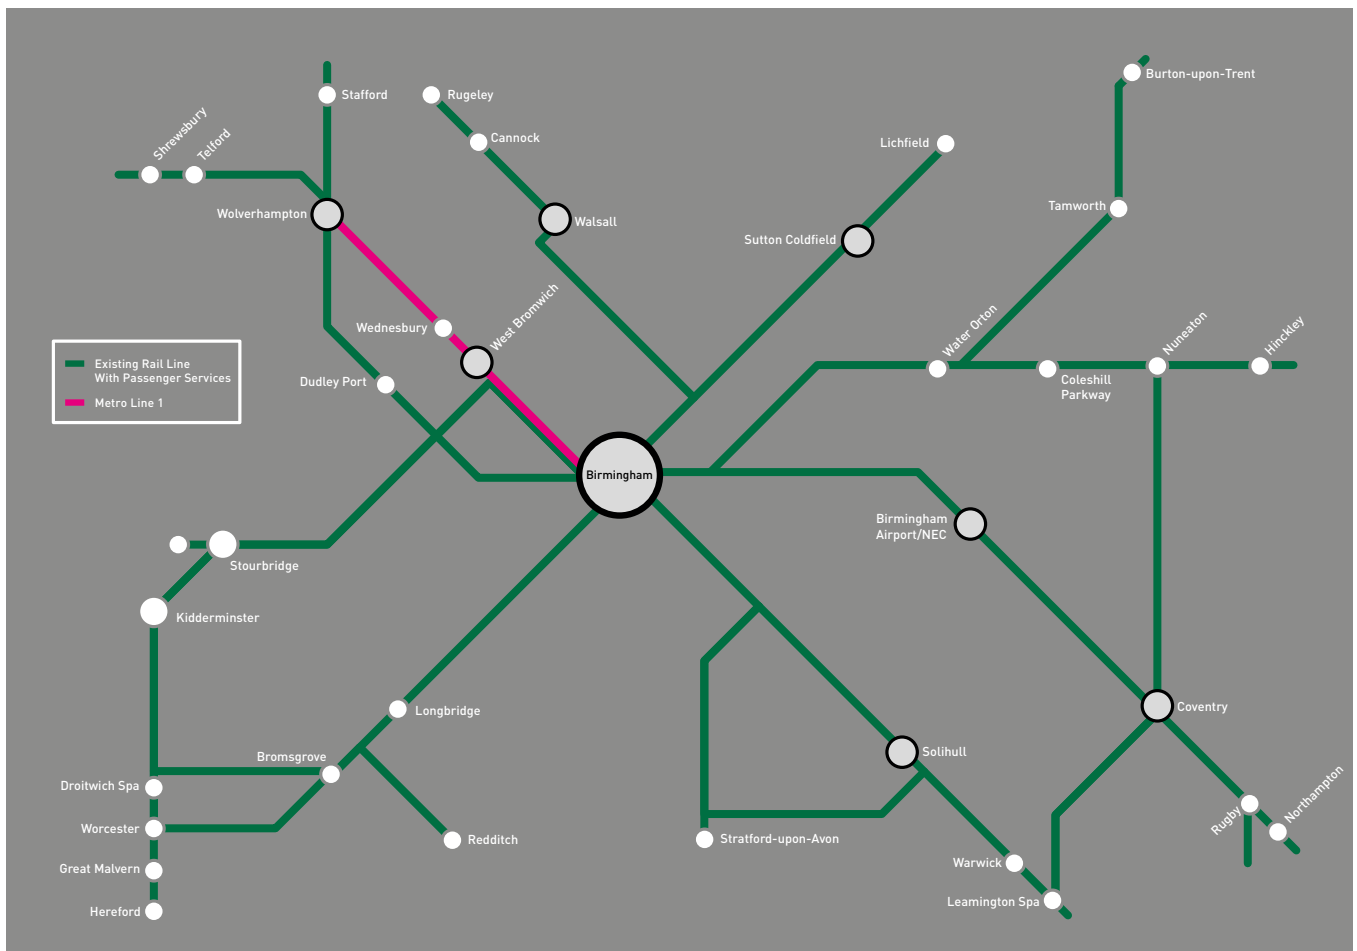 Burton-upon-Trent
Stafford
Rugeley
Shrewsbury
Telford
Cannock
Lichfield
Tamworth
Wolverhampton
Walsall
Sutton Coldfield
West Bromwich
Wednesbury
Water Orton
Nuneaton
Hinckley
Existing Rail Line
With Passenger Services
Metro Line 1
Dudley Port
Coleshill
Parkway
Birmingham
Birmingham
Airport/NEC
Stourbridge
Kidderminster
Longbridge
Coventry
Bromsgrove
Solihull
Droitwich Spa
Worcester
Redditch
Stratford-upon-Avon
Rugby
Northampton
Great Malvern
Warwick
Leamington Spa
Hereford